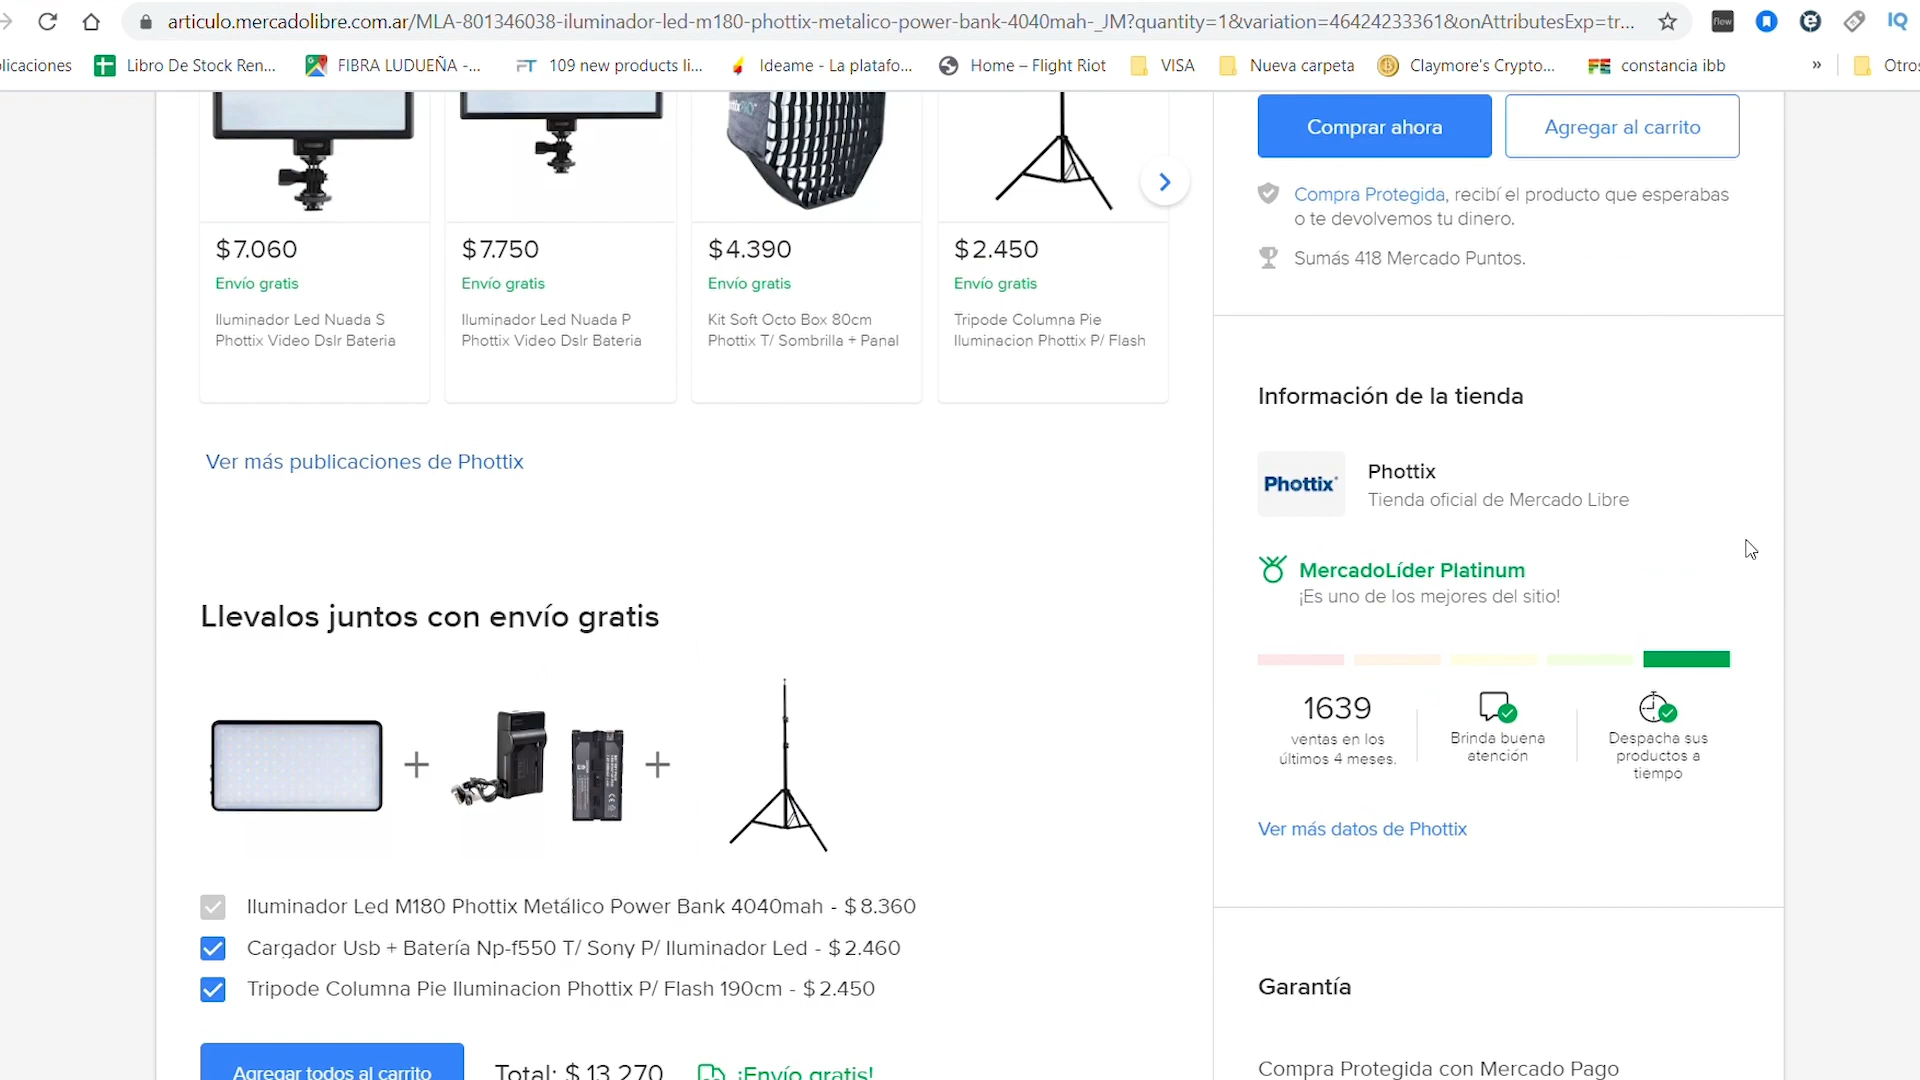 articulo.mercadolibre.com.ar/MLA-801346038-iluminador-led-m180-phottix-metalico-power-bank-4040mah-_JM?quantity=1&variation=46424233361&onAttributesExp=tr...
flow
IQ
licaciones
Libro De Stock Ren...
FIBRA LUDUEÑA -...
FT 109 new products li...
Ideame - La platafo...
Home – Flight Riot
VISA
Nueva carpeta
Claymore's Crypto...
constancia ibb
»
Otros
Comprar ahora
Agregar al carrito
Compra Protegida, recibí el producto que esperabas
o te devolvemos tu dinero.
Sumás 418 Mercado Puntos.
$7.060
Envío gratis
Iluminador Led Nuada S
Phottix Video Dslr Bateria
$7.750
Envío gratis
Iluminador Led Nuada P
Phottix Video Dslr Bateria
$4.390
Envío gratis
Kit Soft Octo Box 80cm
Phottix T/ Sombrilla + Panal
$2.450
Envío gratis
Tripode Columna Pie
Iluminacion Phottix P/ Flash
Ver más publicaciones de Phottix
Información de la tienda
Phottix
Phottix
Tienda oficial de Mercado Libre
MercadoLíder Platinum
¡Es uno de los mejores del sitio!
1639
ventas en los
últimos 4 meses.
Brinda buena
atención
Despacha sus
productos a
tiempo
Ver más datos de Phottix
Llevalos juntos con envío gratis
+
+
Iluminador Led M180 Phottix Metálico Power Bank 4040mah - $8.360
Cargador Usb + Batería Np-f550 T/ Sony P/ Iluminador Led - $2.460
Tripode Columna Pie Iluminacion Phottix P/ Flash 190cm - $2.450
Agregar todos al carrito
Total: $13.270
¡Envío gratis!
Garantía
Compra Protegida con Mercado Pago